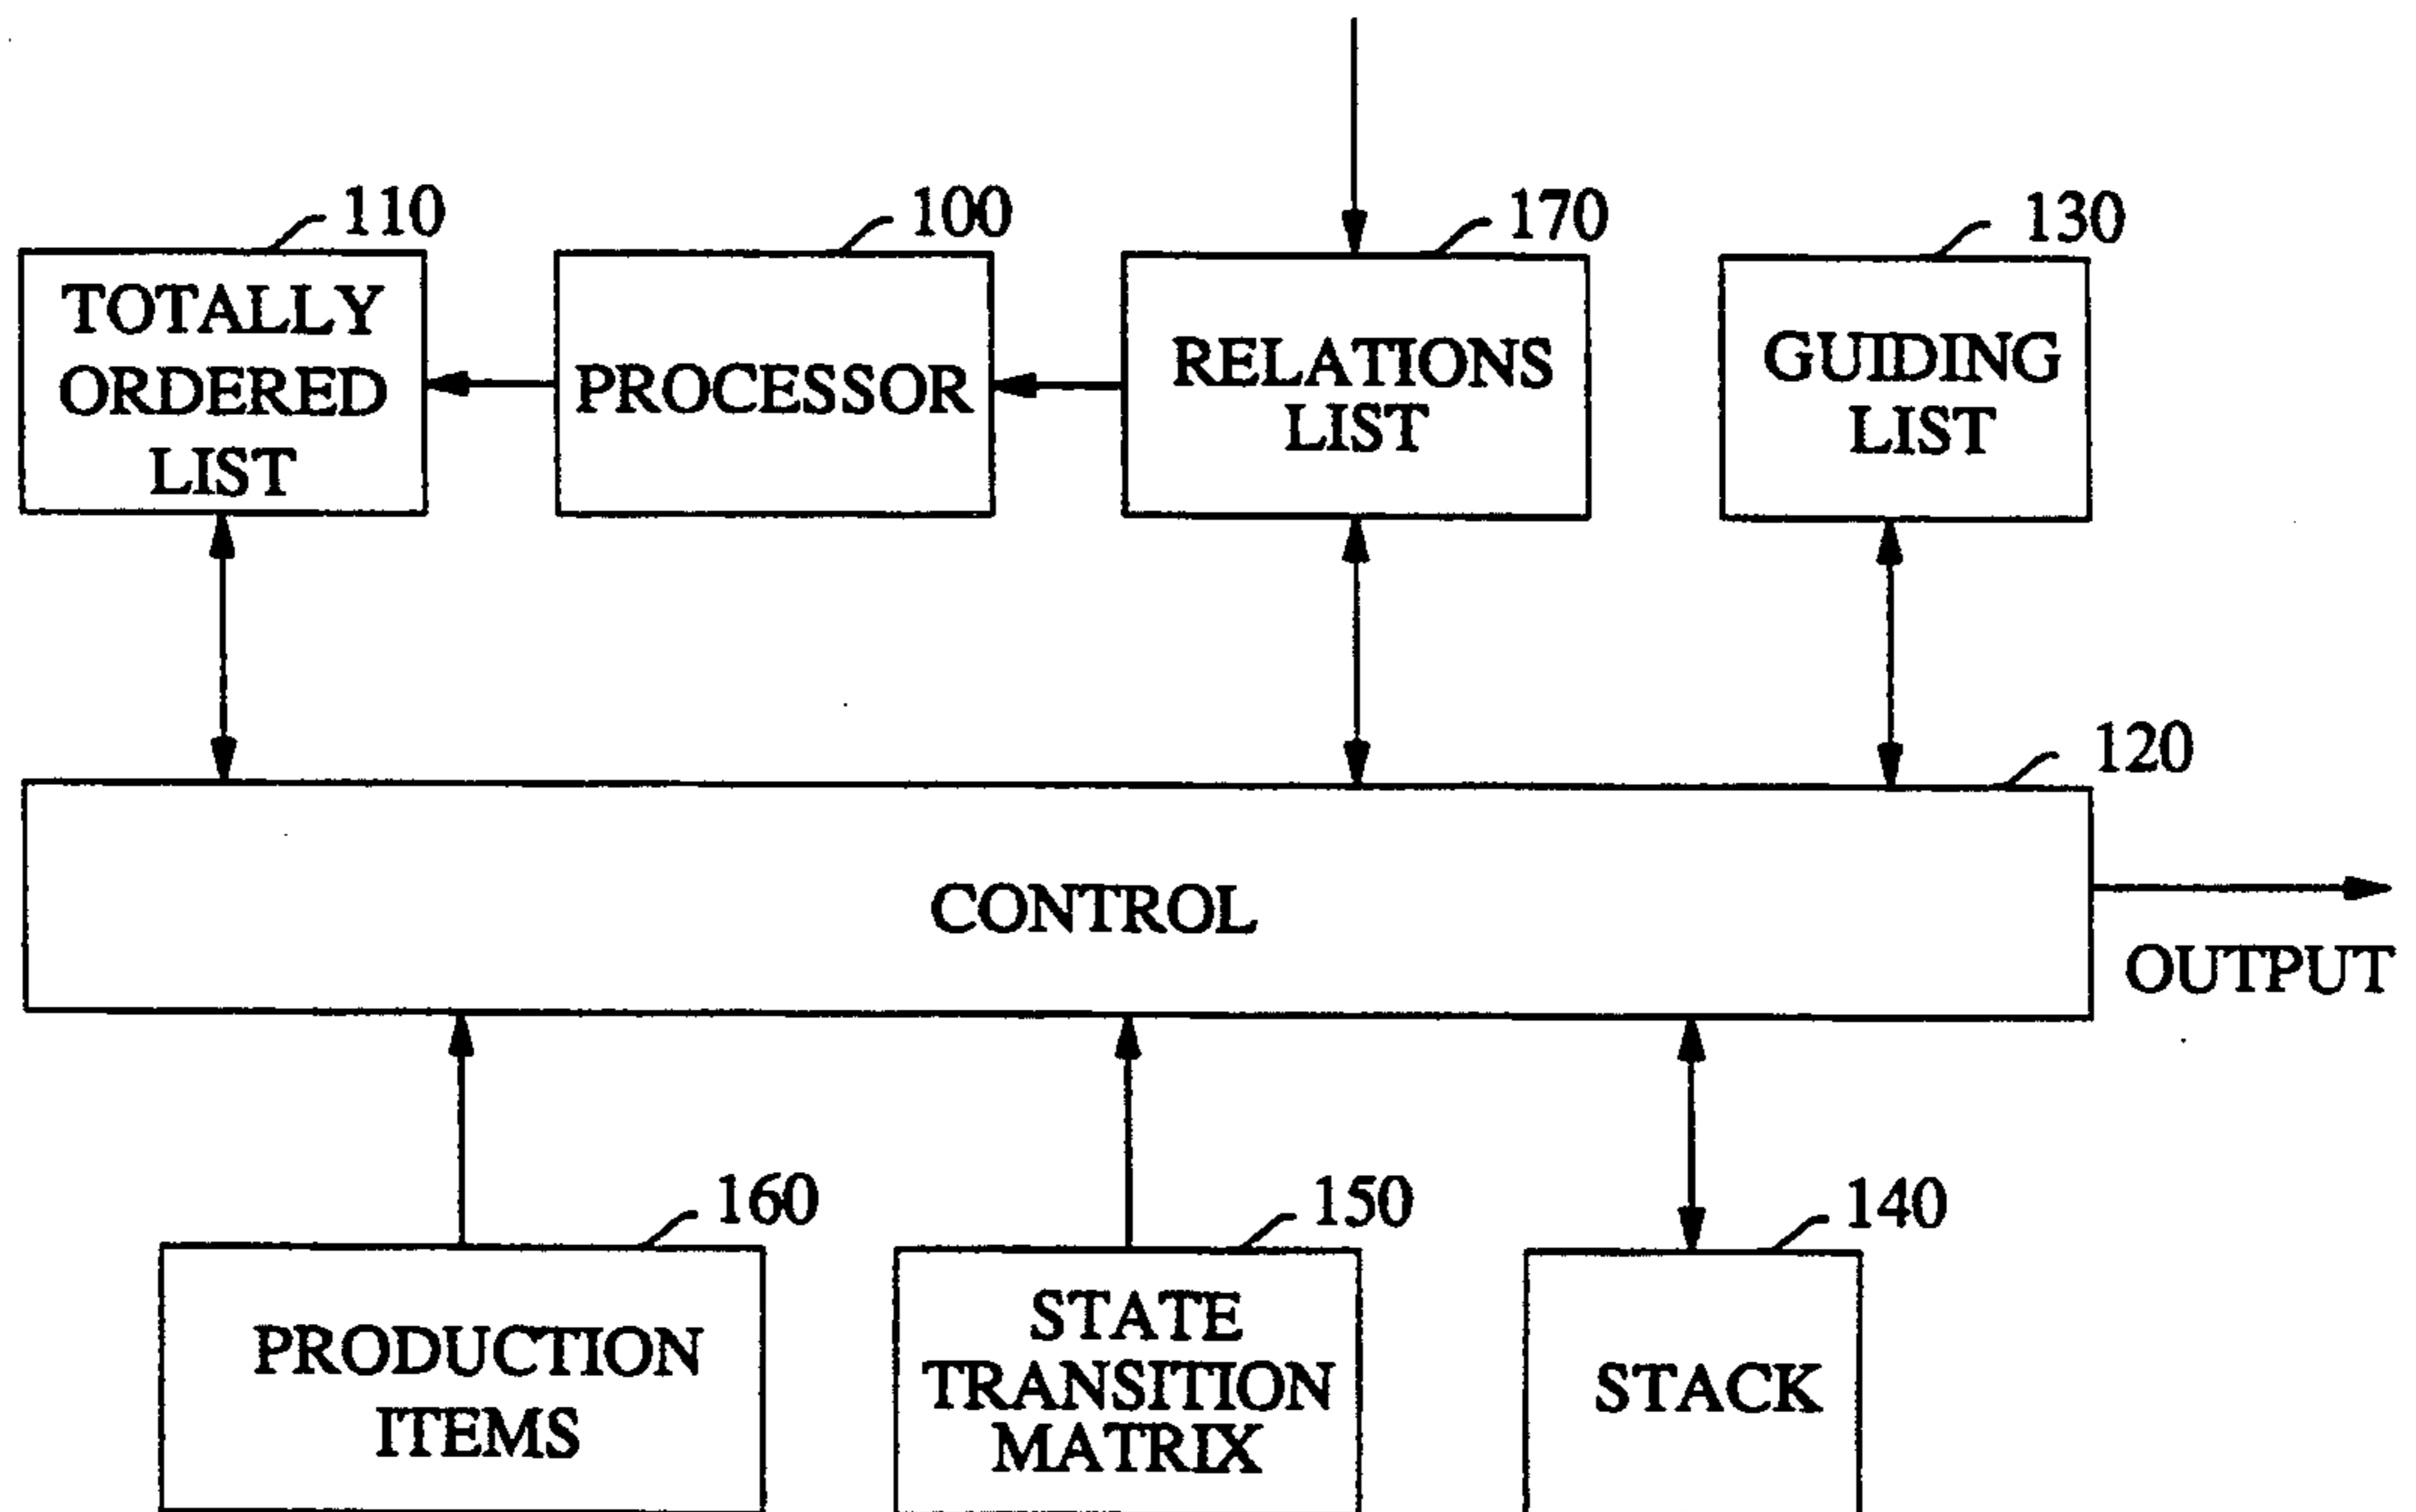 110
100
170
130
TOTALLY
ORDERED
LIST
PROCESSOR
RELATIONS
LIST
GUIDING
LIST
120
CONTROL
OUTPUT
160
150
140
PRODUCTION
ITEMS
STATE
TRANSITION
MATRIX
STACK